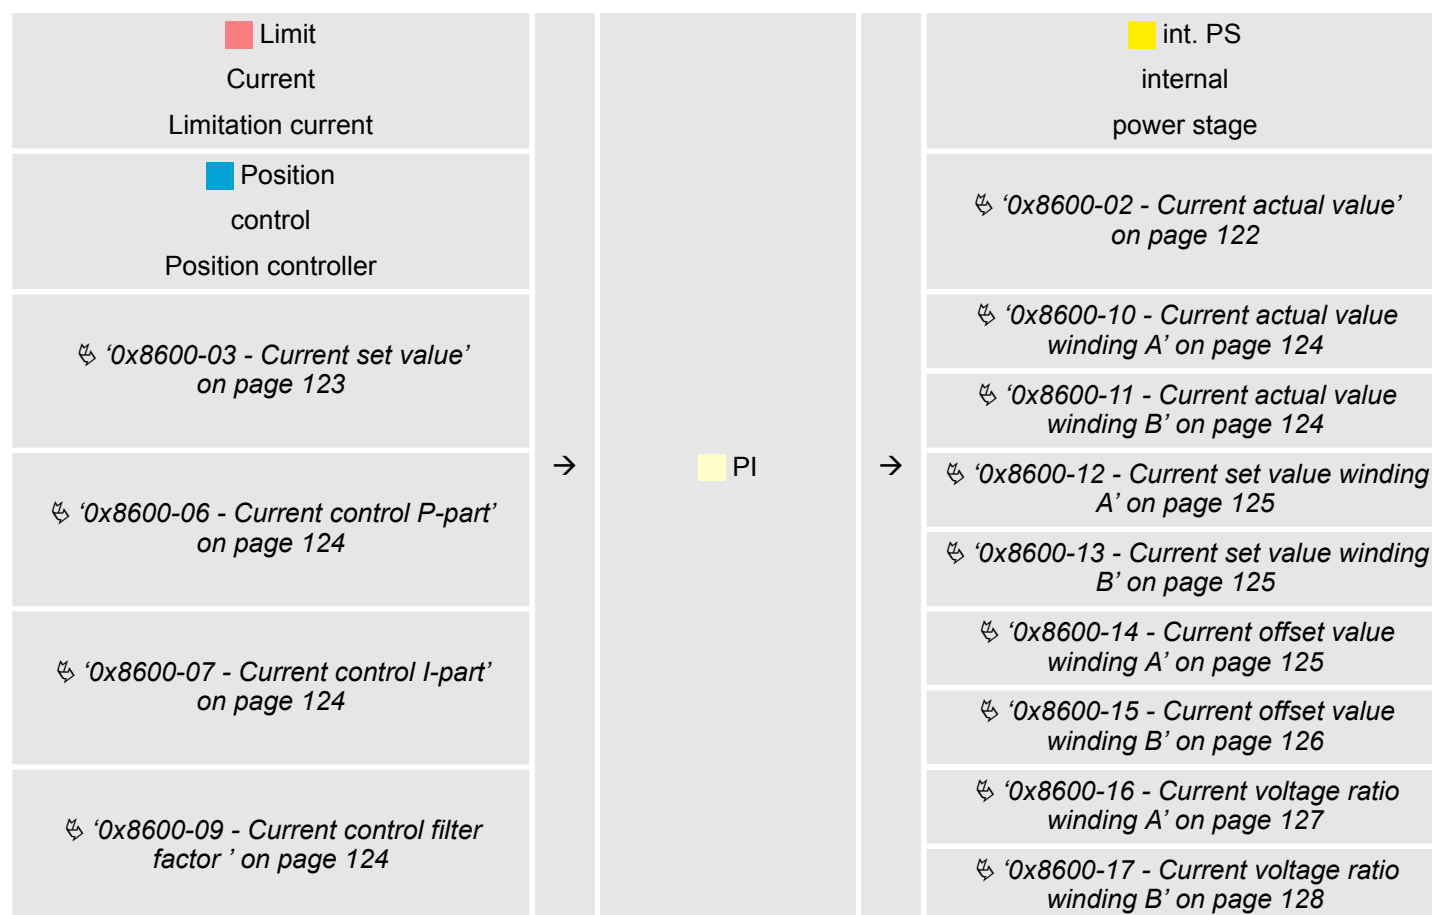 Limit
Current
Limitation current
Position
control
Position controller
‘0x8600-03 - Current set value’
on page 123
‘0x8600-06 - Current control P-part’
on page 124
‘0x8600-07 - Current control I-part’
on page 124
‘0x8600-09 - Current control filter
factor ’ on page 124
→
PI
→
int. PS
internal
power stage
‘0x8600-02 - Current actual value’
on page 122
‘0x8600-10 - Current actual value
winding A’ on page 124
‘0x8600-11 - Current actual value
winding B’ on page 124
‘0x8600-12 - Current set value winding
A’ on page 125
‘0x8600-13 - Current set value winding
B’ on page 125
‘0x8600-14 - Current offset value
winding A’ on page 125
‘0x8600-15 - Current offset value
winding B’ on page 126
‘0x8600-16 - Current voltage ratio
winding A’ on page 127
‘0x8600-17 - Current voltage ratio
winding B’ on page 128